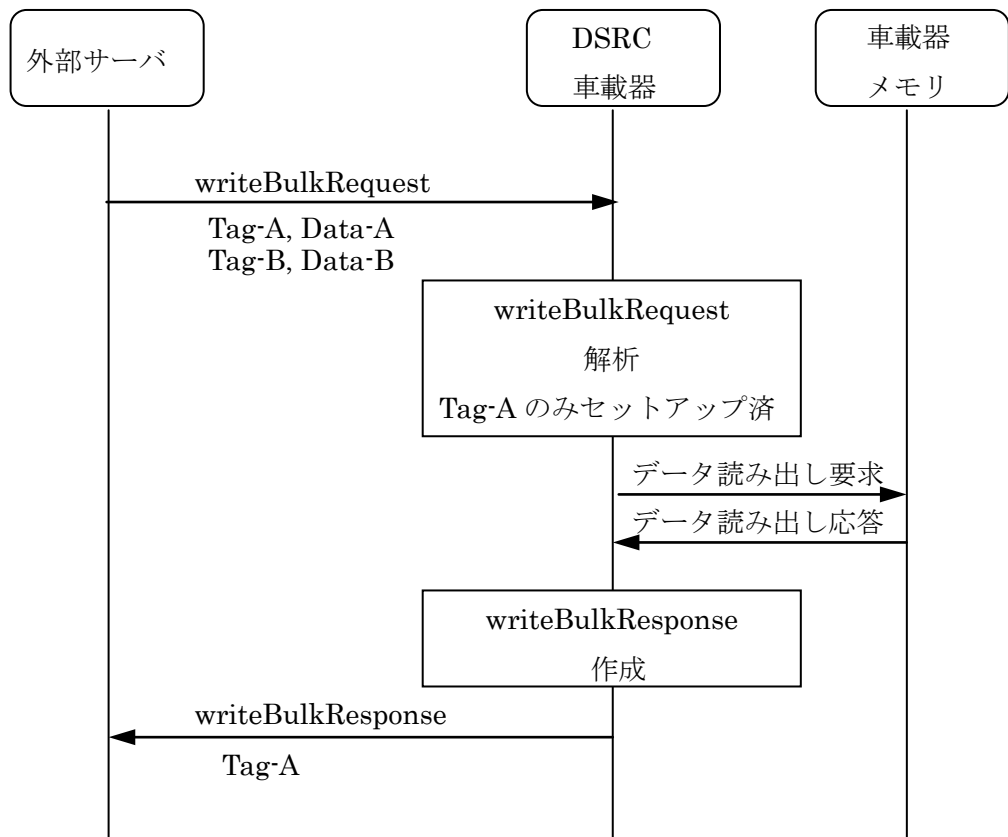 外部サーバ
DSRC
車載器
車載器
メモリ
writeBulkRequest
Tag-A, Data-A
Tag-B, Data-B
writeBulkRequest
解析
Tag-A のみセットアップ済
データ読み出し要求
データ読み出し応答
writeBulkResponse
作成
writeBulkResponse
Tag-A